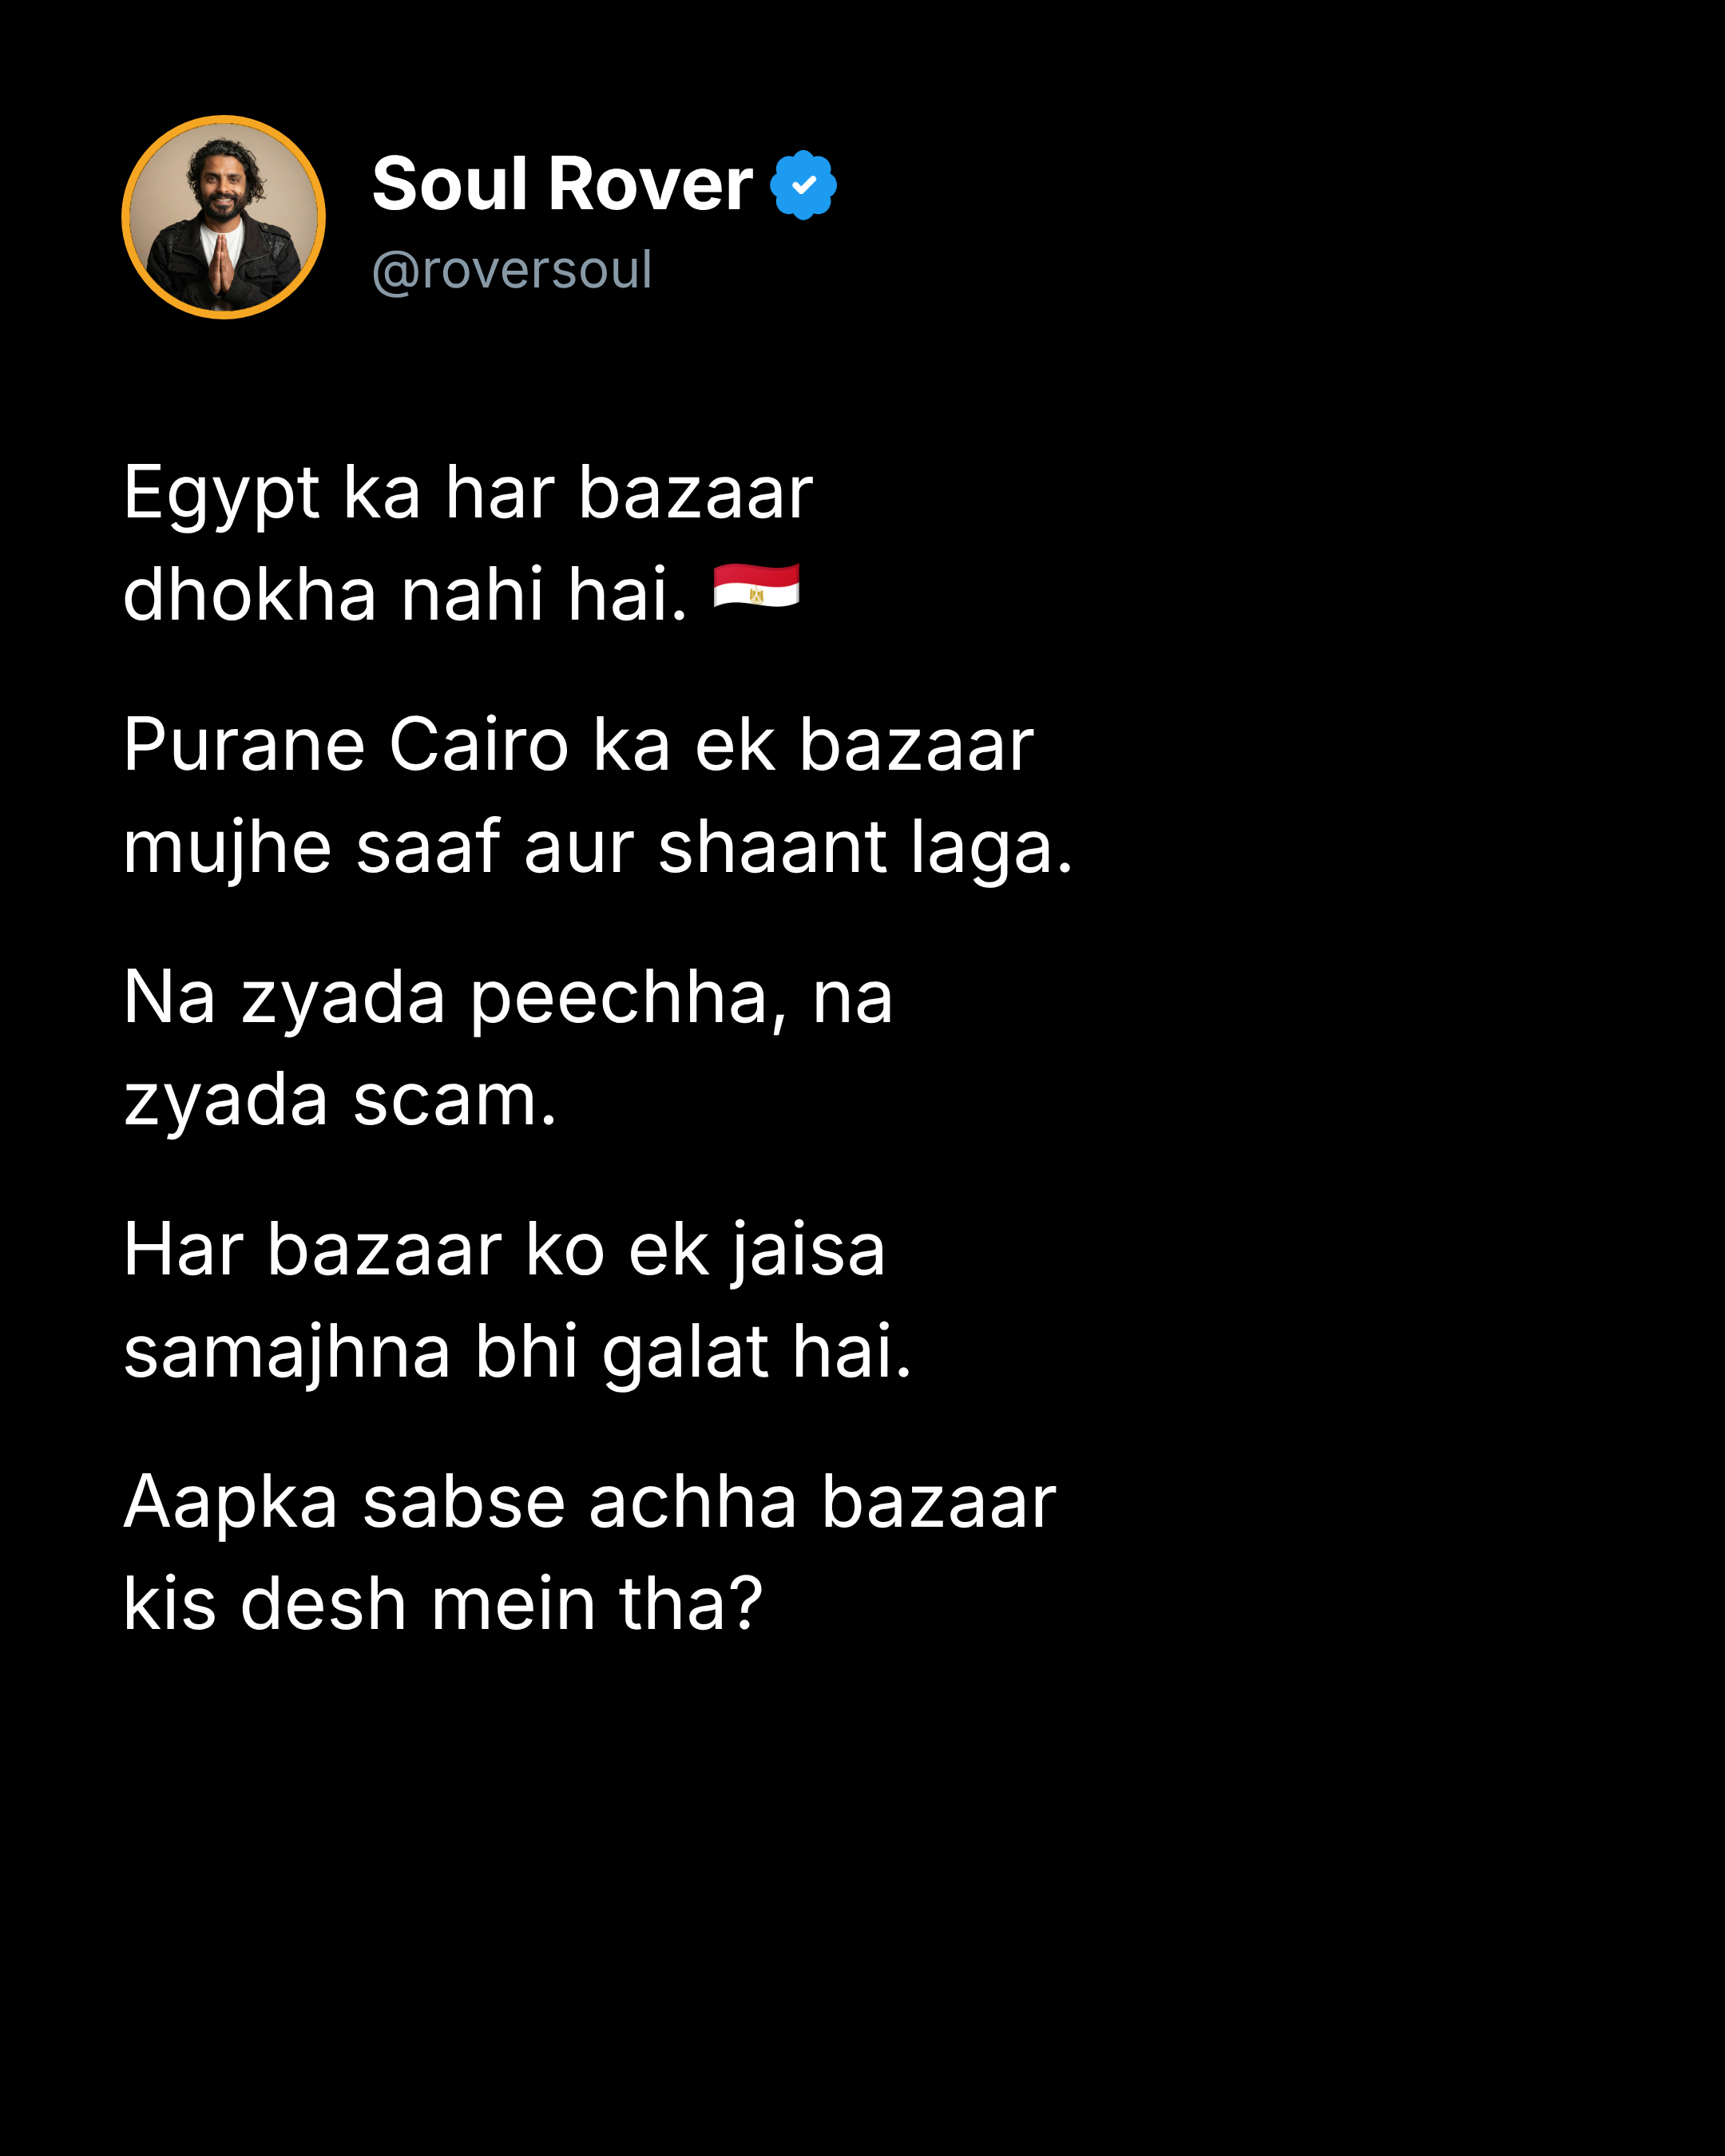 Soul Rover
@roversoul
Egypt ka har bazaar
dhokha nahi hai. 🇪🇬
Purane Cairo ka ek bazaar
mujhe saaf aur shaant laga.
Na zyada peechha, na
zyada scam.
Har bazaar ko ek jaisa
samajhna bhi galat hai.
Aapka sabse achha bazaar
kis desh mein tha?